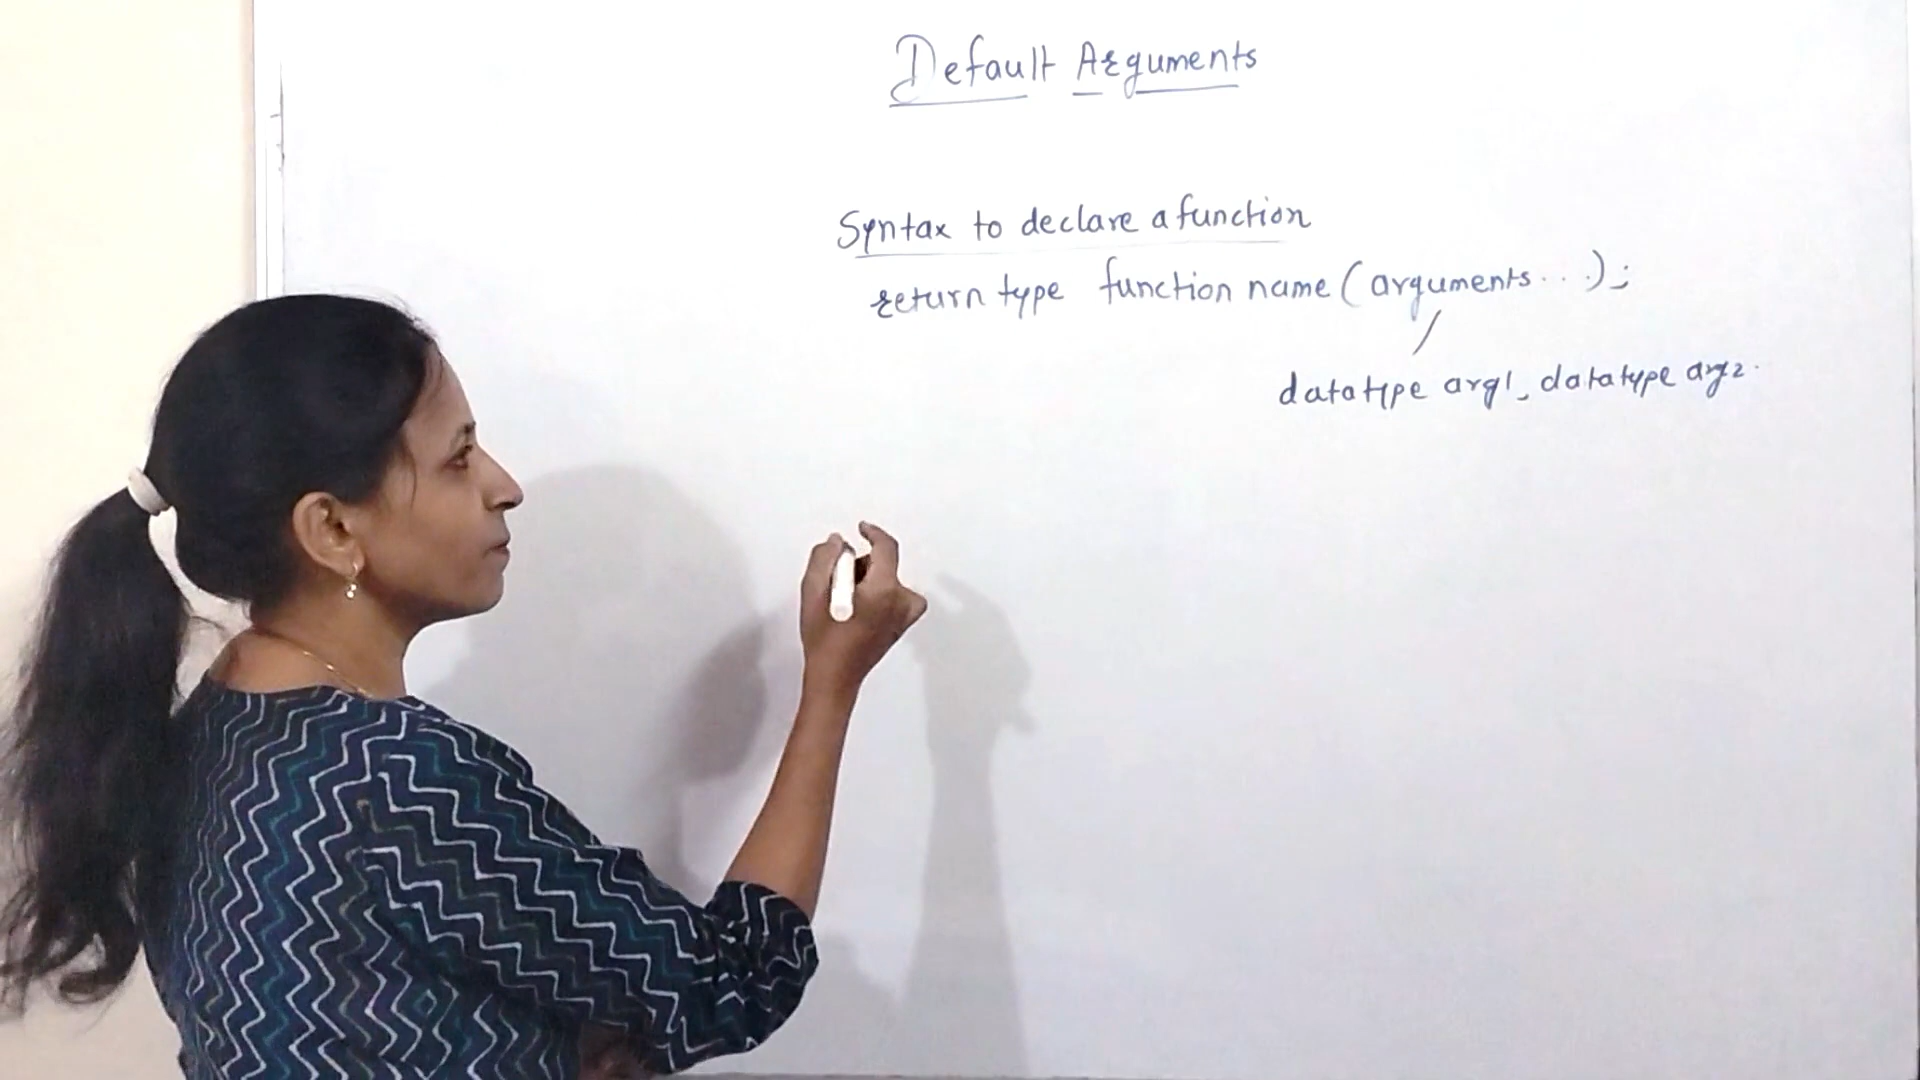 Default Arguments
Syntax to declare a function
return type function name (arguments...);
datatype arg1, datatype arg2.